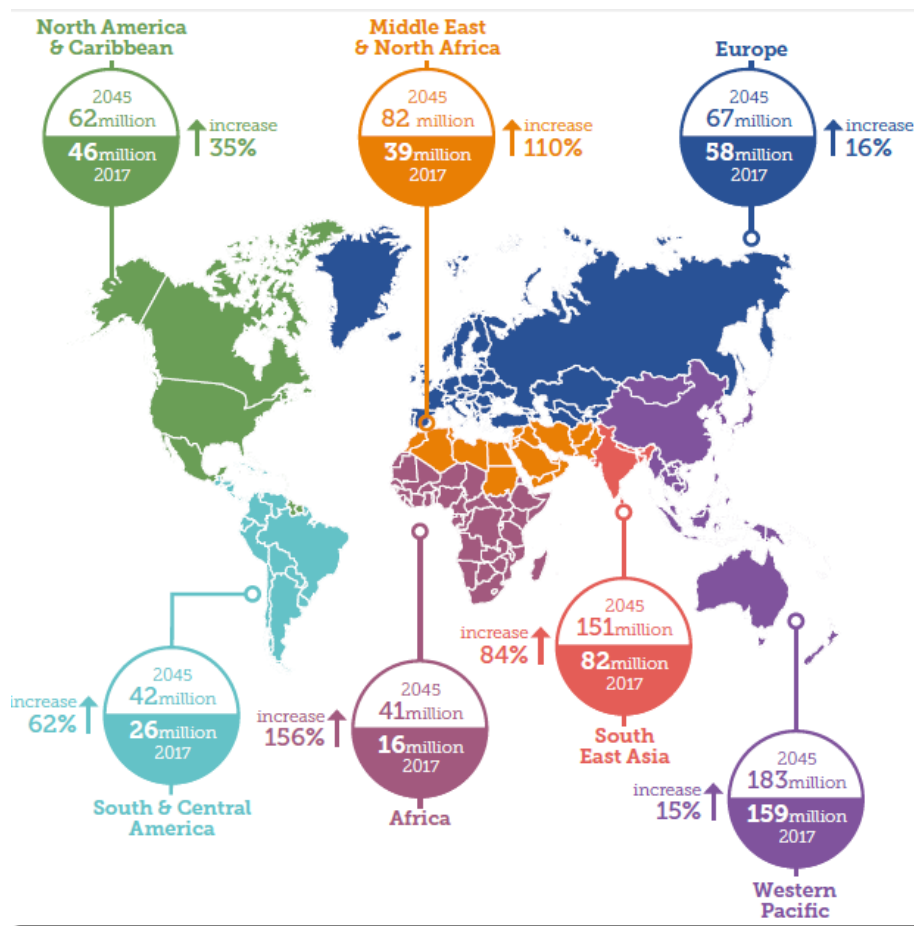 North America
& Caribbean
2045
62million
46million
2017
increase
35%
Middle East
& North Africa
2045
82 million
39million
2017
increase
110%
Europe
2045
67million
58million
2017
increase
16%
2045
42million
26million
2017
increase
62%
South & Central
America
2045
41million
16million
2017
increase
156%
Africa
2045
151million
82million
2017
increase
84%
South
East Asia
2045
183million
159million
2017
increase
15%
Western
Pacific